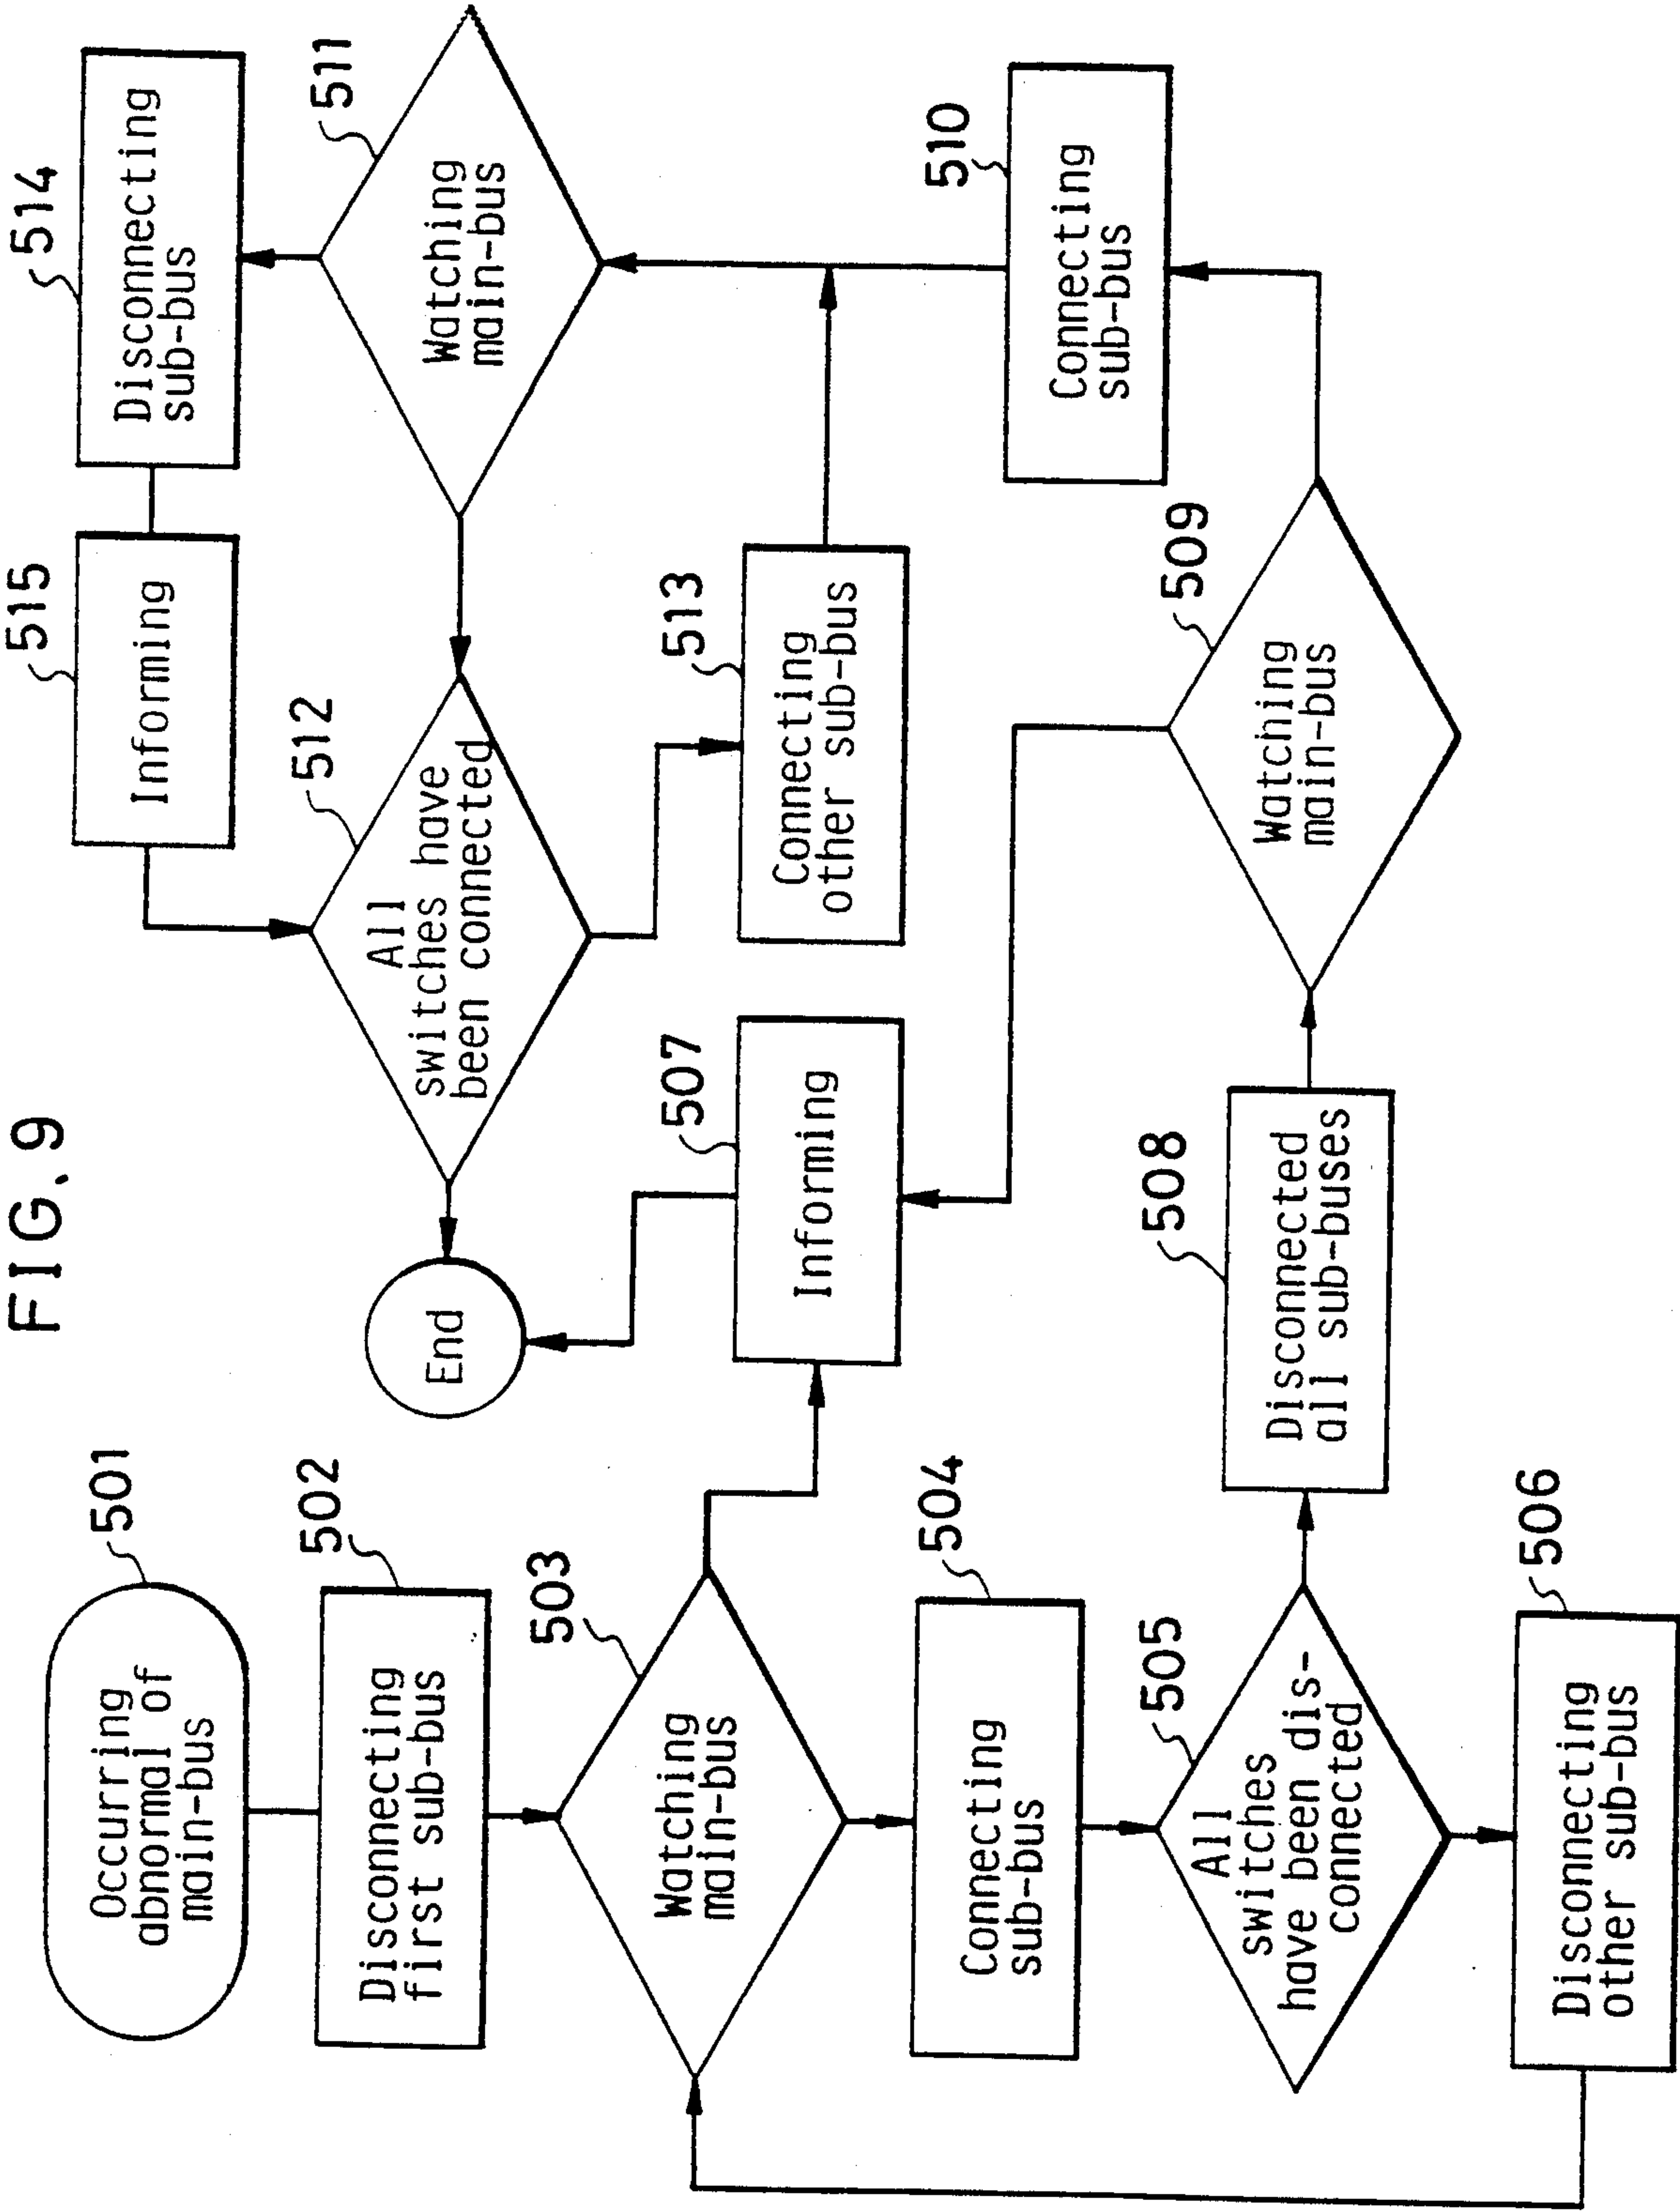 FIG. 9
501
Occurring
abnormal of
main-bus
502
Disconnecting
first sub-bus
503
Watching
main-bus
504
Connecting
sub-bus
505
All
switches
have been dis-
connected
506
Disconnecting
other sub-bus
End
507
Informing
508
Disconnected
all sub-buses
509
Watching
main-bus
510
Connecting
sub-bus
511
Watching
main-bus
512
All
switches have
been connected
513
Connecting
other sub-bus
514
Disconnecting
sub-bus
515
Informing